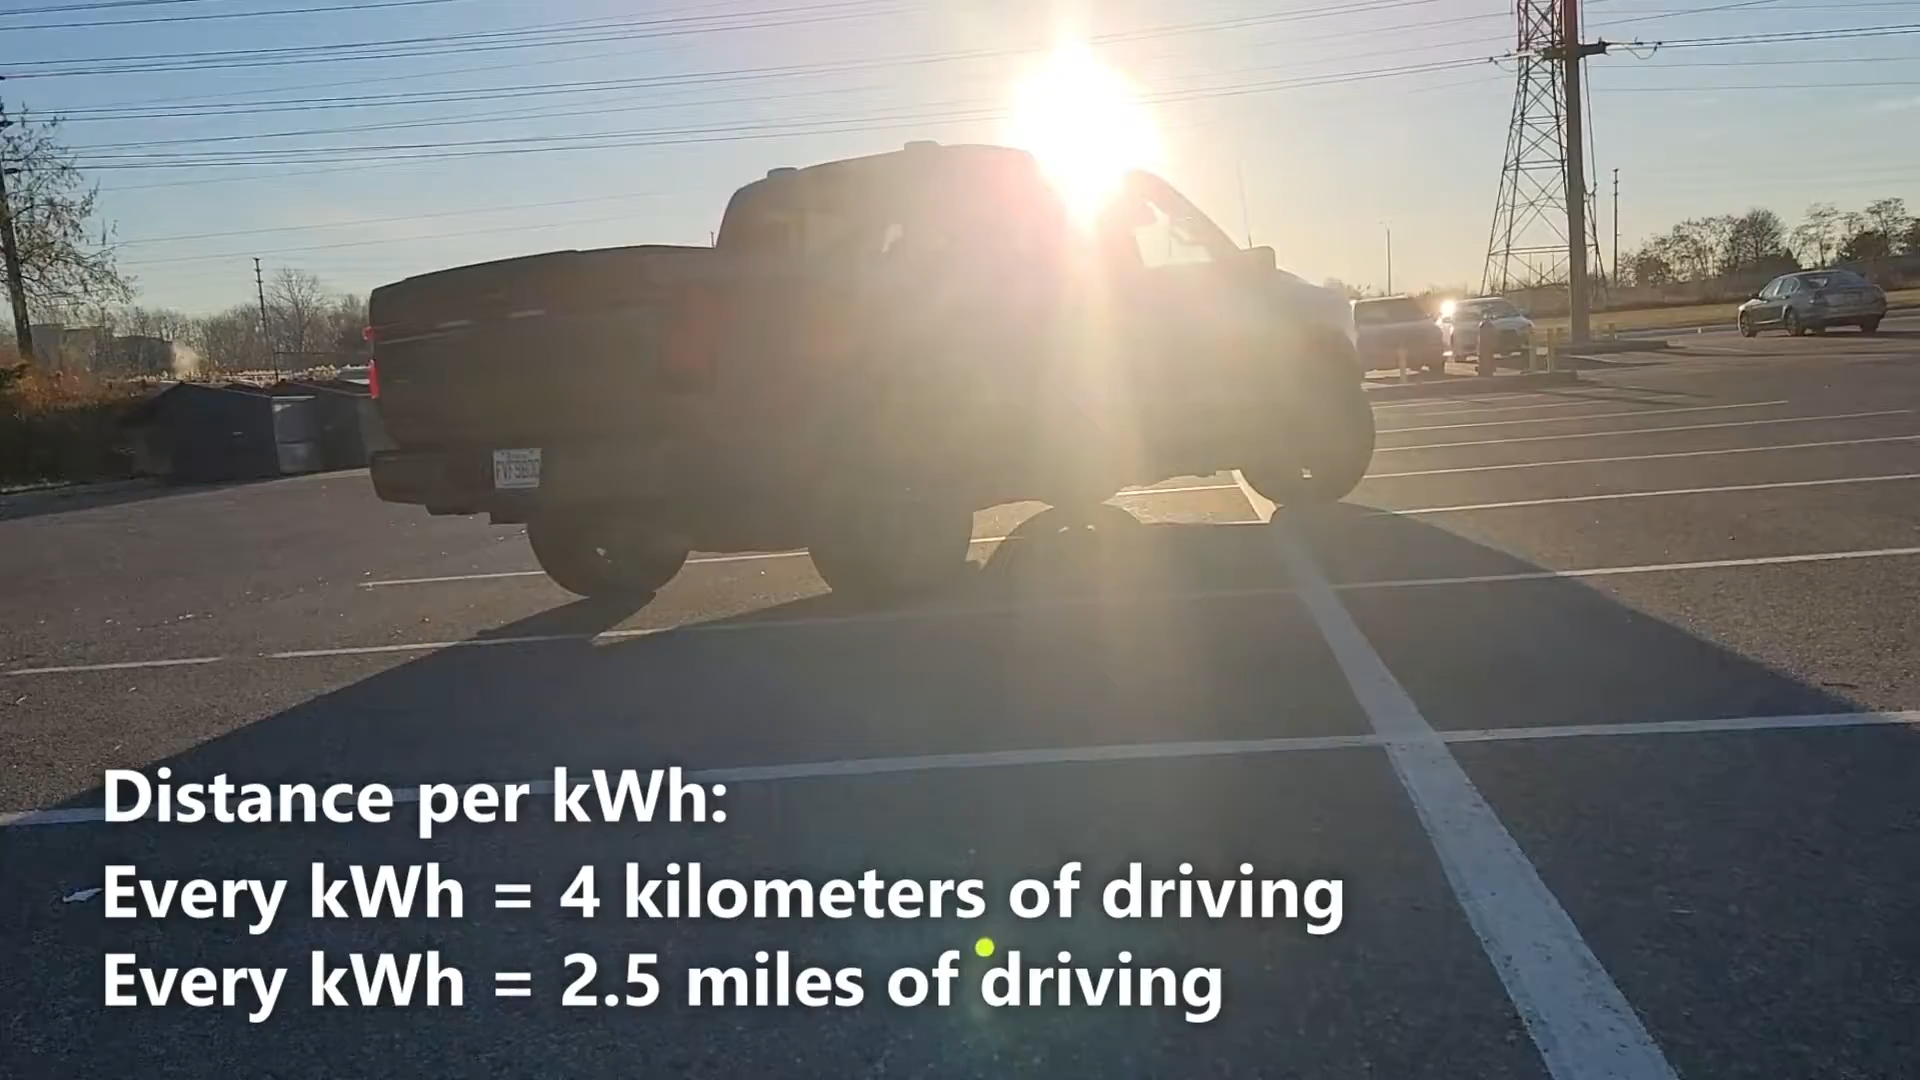 Distance per kWh:
Every kWh = 4 kilometers of driving
Every kWh = 2.5 miles of driving